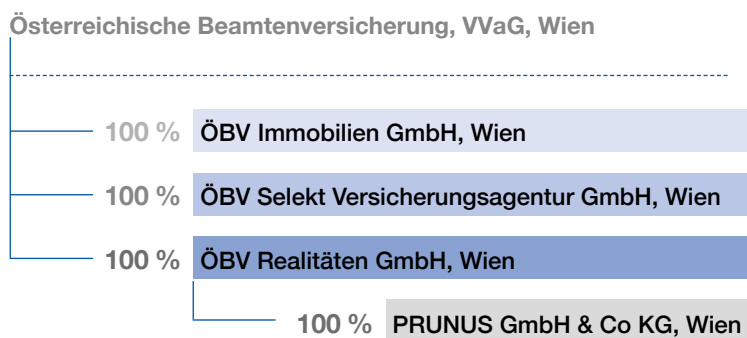 Österreichische Beamtenversicherung, VVaG, Wien
100 % ÖBV Immobilien GmbH, Wien
100 % ÖBV Selekt Versicherungsagentur GmbH, Wien
100 % ÖBV Realitäten GmbH, Wien
100 % PRUNUS GmbH & Co KG, Wien